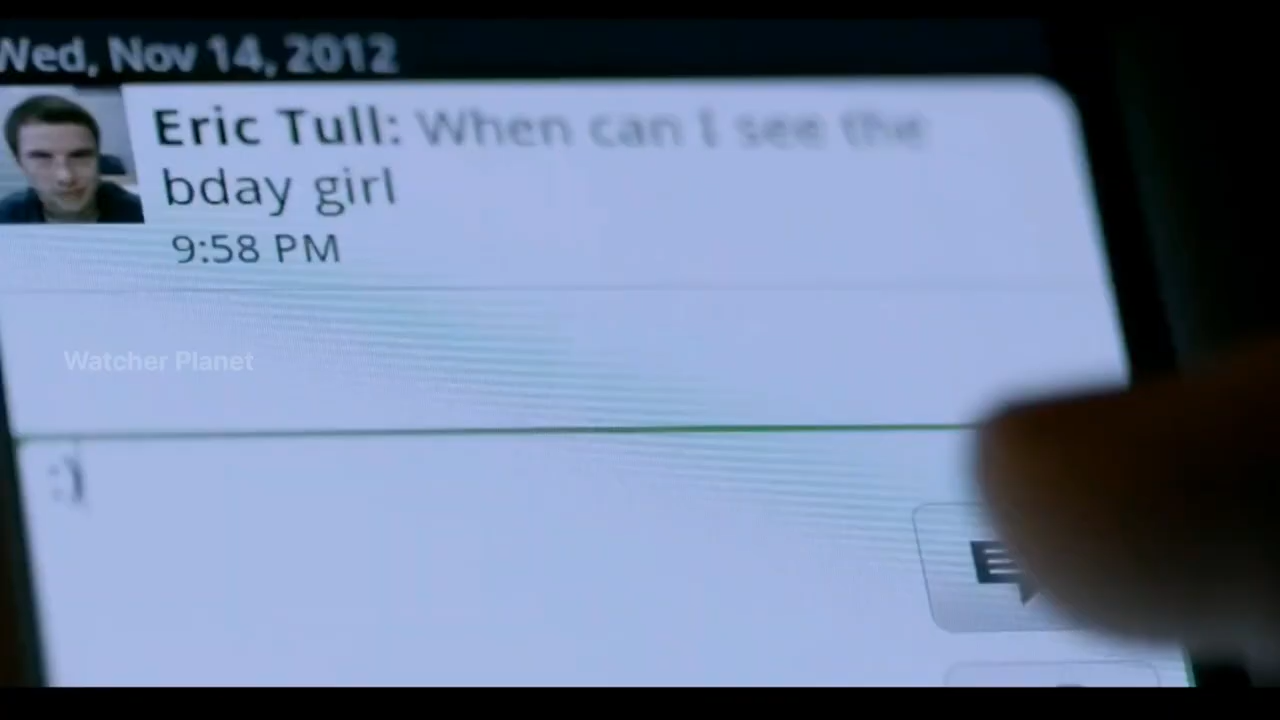 Wed, Nov 14, 2012
Eric Tull: When can I see the
bday girl
9:58 PM
Watcher Planet
:)